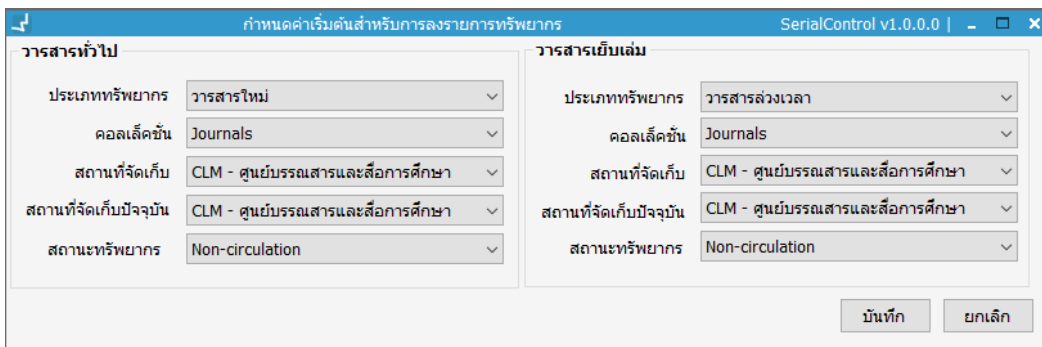 กำหนดค่าเริ่มต้นสำหรับการลงรายการทรัพยากร SerialControl v1.0.0.0 |
วารสารทั่วไป
ประเภททรัพยากร วารสารใหม่
คอลเล็คชั่น Journals
สถานที่จัดเก็บ CLM - ศูนย์บรรณสารและสื่อการศึกษา
สถานที่จัดเก็บปัจจุบัน CLM - ศูนย์บรรณสารและสื่อการศึกษา
สถานะทรัพยากร Non-circulation
วารสารเย็บเล่ม
ประเภททรัพยากร วารสารล่วงเวลา
คอลเล็คชั่น Journals
สถานที่จัดเก็บ CLM - ศูนย์บรรณสารและสื่อการศึกษา
สถานที่จัดเก็บปัจจุบัน CLM - ศูนย์บรรณสารและสื่อการศึกษา
สถานะทรัพยากร Non-circulation
บันทึก ยกเลิก